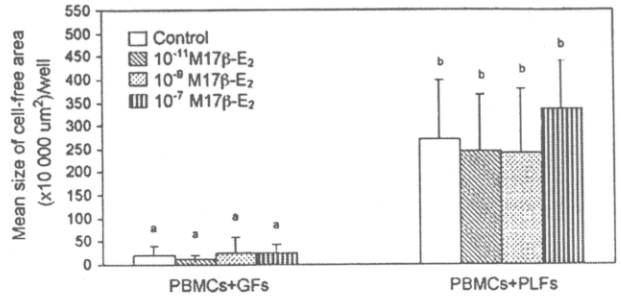 Mean size of cell-free area
(x10 000 um²)/well
550
500
450
400
350
300
250
200
150
100
50
0
Control
10⁻¹¹M17β-E₂
10⁻⁹ M17β-E₂
10⁻⁷ M17β-E₂
a
a
a
a
b
b
b
b
PBMCs+GFs
PBMCs+PLFs